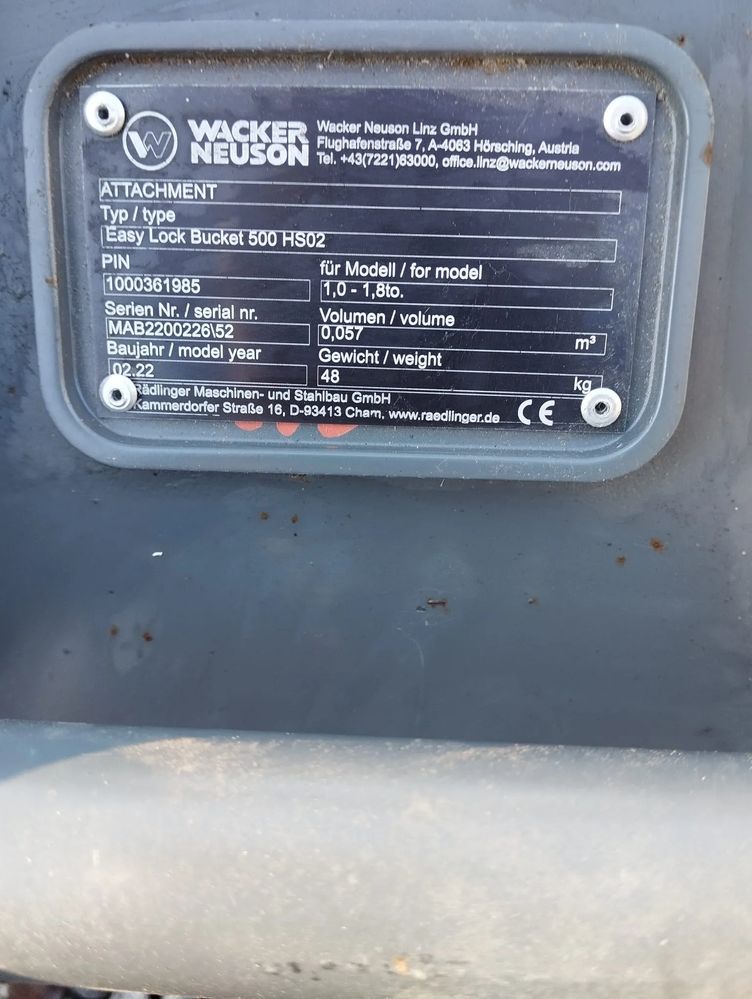 WACKER
NEUSON
Wacker Neuson Linz GmbH
Flughafenstraße 7, A-4063 Hörsching, Austria
Tel. +43(7221)63000, office.linz@wackerneuson.com
ATTACHMENT
Typ / type
Easy Lock Bucket 500 HS02
PIN
1000361985
für Modell / for model
1,0 - 1,8to.
Serien Nr. / serial nr.
MAB2200226\52
Volumen / volume
0,057 m³
Baujahr / model year
02.22
Gewicht / weight
48 kg
Rädlinger Maschinen- und Stahlbau GmbH
Kammerdorfer Straße 16, D-93413 Cham, www.raedlinger.de CE